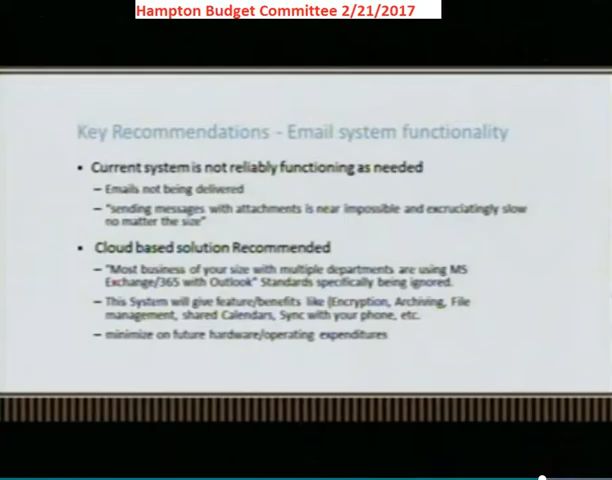 Hampton Budget Committee 2/21/2017
Key Recommendations - Email system functionality
• Current system is not reliably functioning as needed
– Emails not being delivered
– "sending messages with attachments is near impossible and excruciatingly slow
no matter the size"
• Cloud based solution Recommended
– "Most business of your size with multiple departments are using MS
Exchange/365 with Outlook" Standards specifically being ignored.
– This System will give feature/benefits like (Encryption, Archiving, File
management, shared Calendars, Sync with your phone, etc.
– minimize on future hardware/operating expenditures